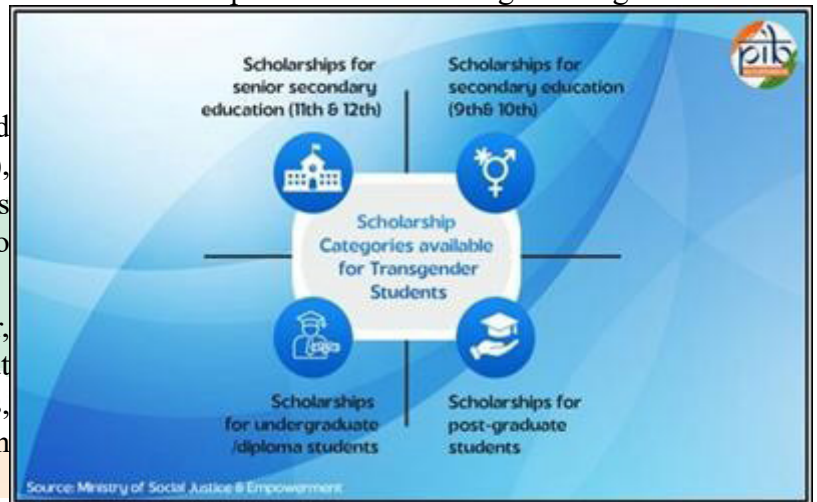 Scholarships for
senior secondary
education (11th & 12th)
Scholarships for
secondary education
(9th& 10th)
pib
Scholarship
Categories available
for Transgender
Students
Scholarships
for undergraduate
/diploma students
Scholarships for
post-graduate
students
Source: Ministry of Social Justice & Empowerment